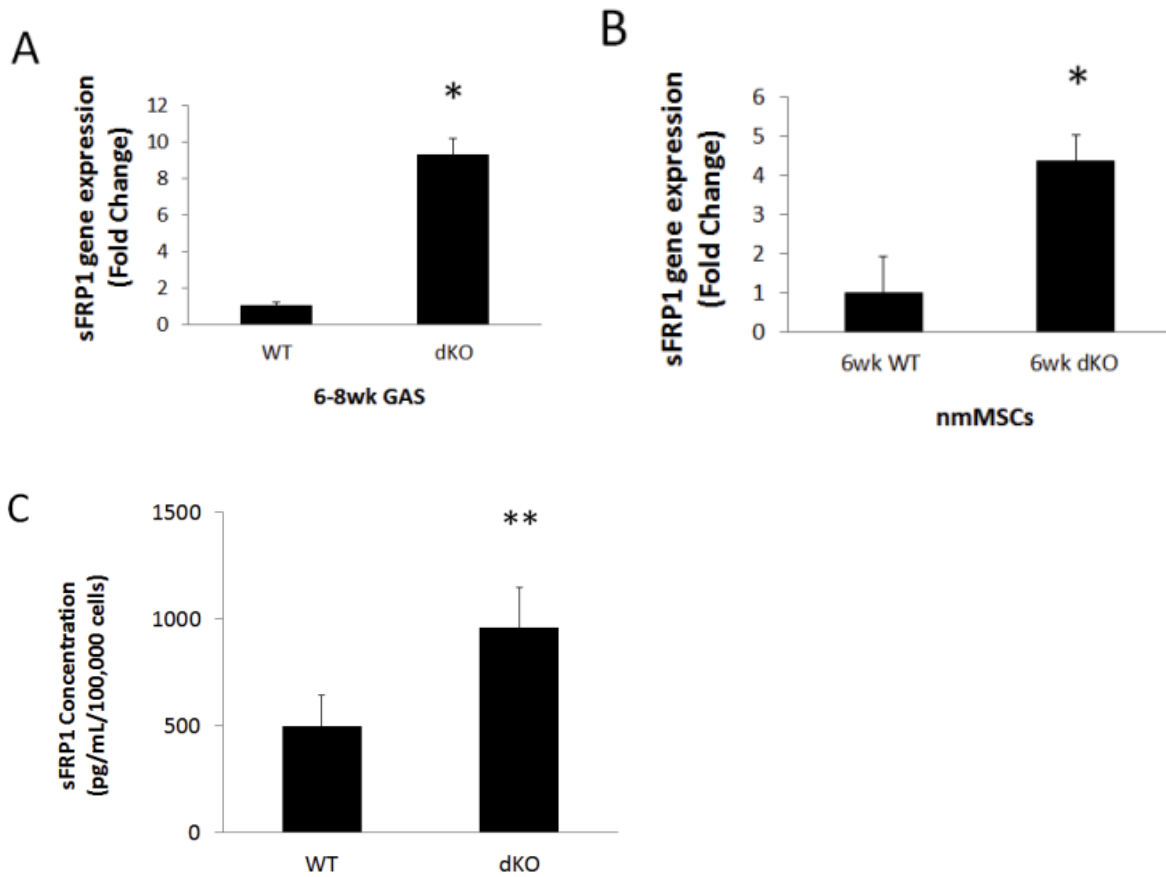 A
sFRP1 gene expression
(Fold Change)
12
10
8
6
4
2
0
*
WT
dKO
6-8wk GAS
B
sFRP1 gene expression
(Fold Change)
6
5
4
3
2
1
0
*
6wk WT
6wk dKO
nmMSCs
C
sFRP1 Concentration
(pg/mL/100,000 cells)
1500
1000
500
0
**
WT
dKO